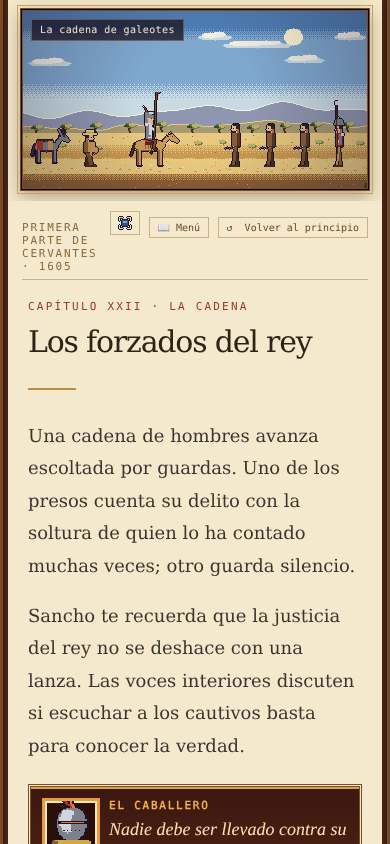 La cadena de galeotes
PRIMERA
PARTE DE
CERVANTES
· 1605
📖 Menú
↺ Volver al principio
CAPÍTULO XXII · LA CADENA
Los forzados del rey
Una cadena de hombres avanza
escoltada por guardas. Uno de los
presos cuenta su delito con la
soltura de quien lo ha contado
muchas veces; otro guarda silencio.
Sancho te recuerda que la justicia
del rey no se deshace con una
lanza. Las voces interiores discuten
si escuchar a los cautivos basta
para conocer la verdad.
EL CABALLERO
Nadie debe ser llevado contra su